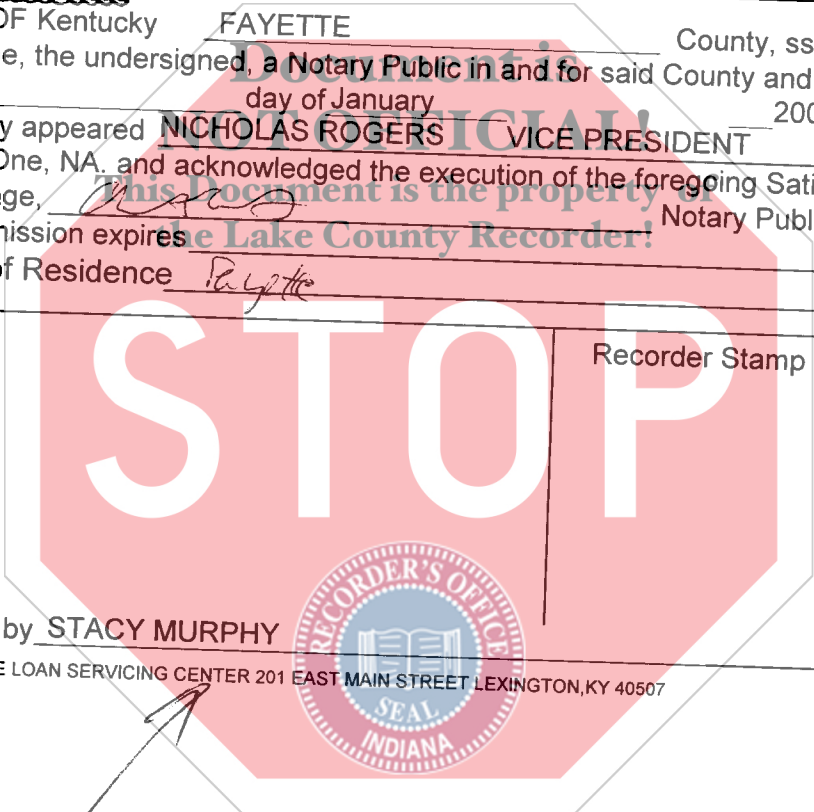 OF Kentucky FAYETTE County, ss
e, the undersigned, a Notary Public in and for said County and
day of January 200
y appeared NICHOLAS ROGERS VICE PRESIDENT
One, NA. and acknowledged the execution of the foregoing Sati
ge, Notary Publ
mission expires
of Residence Fayette
Recorder Stamp
by STACY MURPHY
E LOAN SERVICING CENTER 201 EAST MAIN STREET LEXINGTON,KY 40507
Document is
NOT OFFICIAL!
This Document is the property of
the Lake County Recorder!
STOP
RECORDER'S OFFICE
SEAL
INDIANA